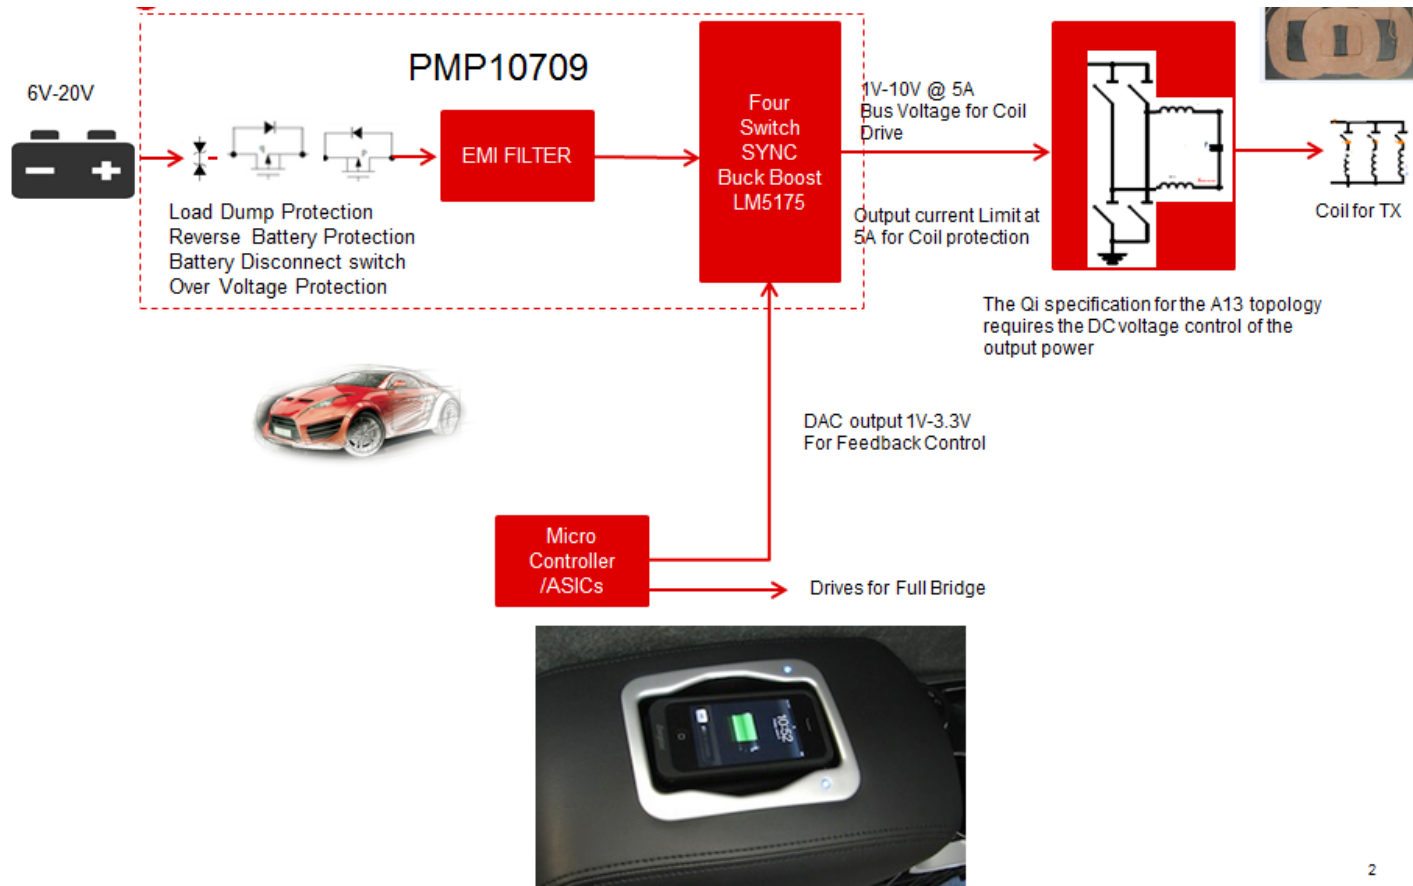 PMP10709
6V-20V
Four
Switch
SYNC
Buck Boost
LM5175
EMI FILTER
1V-10V @ 5A
Bus Voltage for Coil
Drive
Load Dump Protection
Reverse Battery Protection
Battery Disconnect switch
Over Voltage Protection
Output current Limit at
5A for Coil protection
Coil for TX
The Qi specification for the A13 topology
requires the DC voltage control of the
output power
DAC output 1V-3.3V
For Feedback Control
Micro
Controller
/ASICs
Drives for Full Bridge
10:52
2